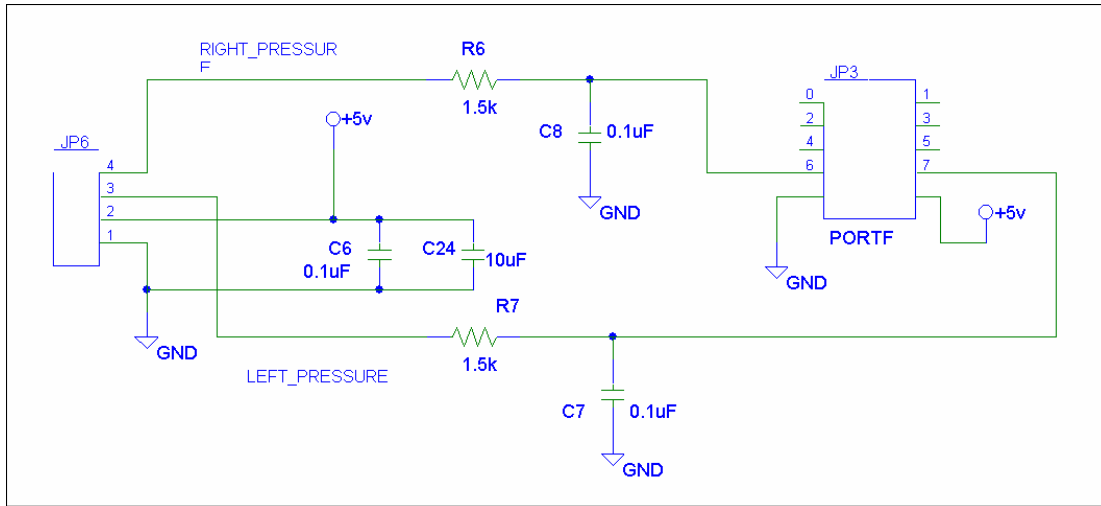 RIGHT_PRESSUR
F
R6
1.5k
JP3
0
1
2
3
4
5
6
7
+5v
PORTF
GND
C8
0.1uF
GND
+5v
JP6
4
3
2
1
C6
0.1uF
C24
10uF
GND
R7
1.5k
LEFT_PRESSURE
C7
0.1uF
GND